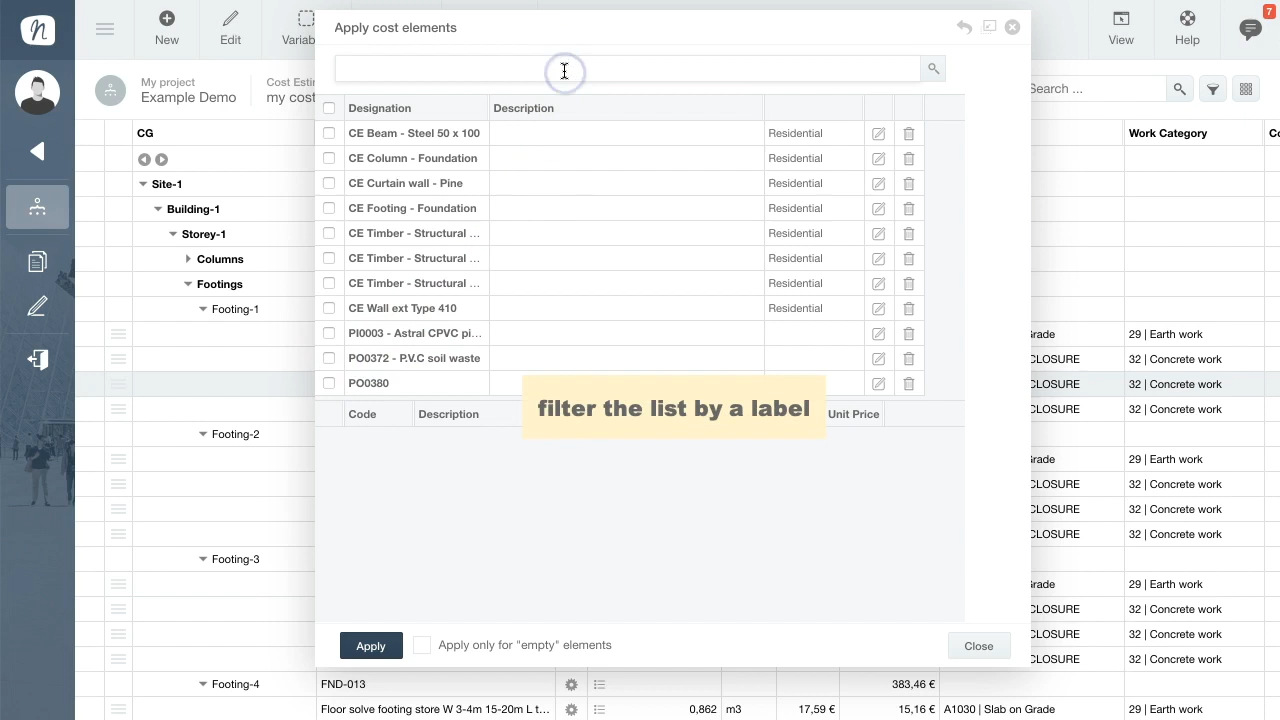 n
New
Edit
Variab
View
Help
7
Apply cost elements
My project
Example Demo
Cost Esti
my cos
Search ...
CG
Work Category
Co
Site-1
Building-1
Storey-1
Columns
Footings
Footing-1
Footing-2
Footing-3
Footing-4
Designation
Description
CE Beam - Steel 50 x 100
Residential
CE Column - Foundation
Residential
CE Curtain wall - Pine
Residential
CE Footing - Foundation
Residential
CE Timber - Structural ...
Residential
CE Timber - Structural ...
Residential
CE Timber - Structural ...
Residential
CE Wall ext Type 410
Residential
PI0003 - Astral CPVC pi...
PO0372 - P.V.C soil waste
PO0380
Code
Description
Unit Price
filter the list by a label
Apply
Apply only for "empty" elements
Close
Grade
29 | Earth work
CLOSURE
32 | Concrete work
CLOSURE
32 | Concrete work
CLOSURE
32 | Concrete work
Grade
29 | Earth work
CLOSURE
32 | Concrete work
CLOSURE
32 | Concrete work
CLOSURE
32 | Concrete work
Grade
29 | Earth work
CLOSURE
32 | Concrete work
CLOSURE
32 | Concrete work
CLOSURE
32 | Concrete work
FND-013
383,46 €
Floor solve footing store W 3-4m 15-20m L t...
0,862
m3
17,59 €
15,16 €
A1030 | Slab on Grade
29 | Earth work